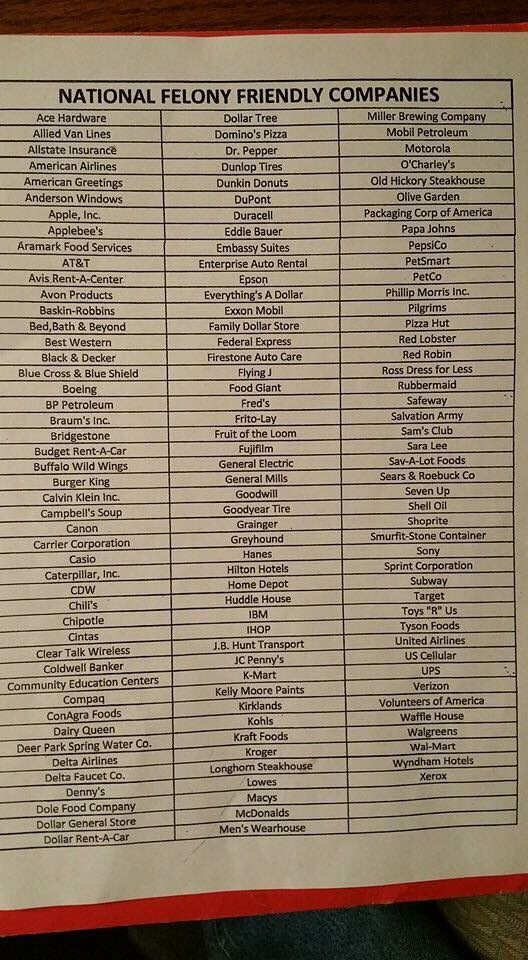 NATIONAL FELONY FRIENDLY COMPANIES
Ace Hardware
Allied Van Lines
Allstate Insurance
American Airlines
American Greetings
Anderson Windows
Apple, Inc.
Applebee's
Aramark Food Services
AT&T
Avis Rent-A-Center
Avon Products
Baskin-Robbins
Bed,Bath & Beyond
Best Western
Black & Decker
Blue Cross & Blue Shield
Boeing
BP Petroleum
Braum's Inc.
Bridgestone
Budget Rent-A-Car
Buffalo Wild Wings
Burger King
Calvin Klein Inc.
Campbell's Soup
Canon
Carrier Corporation
Casio
Caterpillar, Inc.
CDW
Chili's
Chipotle
Cintas
Clear Talk Wireless
Coldwell Banker
Community Education Centers
Compaq
ConAgra Foods
Dairy Queen
Deer Park Spring Water Co.
Delta Airlines
Delta Faucet Co.
Denny's
Dole Food Company
Dollar General Store
Dollar Rent-A-Car
Dollar Tree
Domino's Pizza
Dr. Pepper
Dunlop Tires
Dunkin Donuts
DuPont
Duracell
Eddie Bauer
Embassy Suites
Enterprise Auto Rental
Epson
Everything's A Dollar
Exxon Mobil
Family Dollar Store
Federal Express
Firestone Auto Care
Flying J
Food Giant
Fred's
Frito-Lay
Fruit of the Loom
Fujifilm
General Electric
General Mills
Goodwill
Goodyear Tire
Grainger
Greyhound
Hanes
Hilton Hotels
Home Depot
Huddle House
IBM
IHOP
J.B. Hunt Transport
JC Penny's
K-Mart
Kelly Moore Paints
Kirklands
Kohls
Kraft Foods
Kroger
Longhorn Steakhouse
Lowes
Macys
McDonalds
Men's Wearhouse
Miller Brewing Company
Mobil Petroleum
Motorola
O'Charley's
Old Hickory Steakhouse
Olive Garden
Packaging Corp of America
Papa Johns
PepsiCo
PetSmart
PetCo
Phillip Morris Inc.
Pilgrims
Pizza Hut
Red Lobster
Red Robin
Ross Dress for Less
Rubbermaid
Safeway
Salvation Army
Sam's Club
Sara Lee
Sav-A-Lot Foods
Sears & Roebuck Co
Seven Up
Shell Oil
Shoprite
Smurfit-Stone Container
Sony
Sprint Corporation
Subway
Target
Toys "R" Us
Tyson Foods
United Airlines
US Cellular
UPS
Verizon
Volunteers of America
Waffle House
Walgreens
Wal-Mart
Wyndham Hotels
Xerox